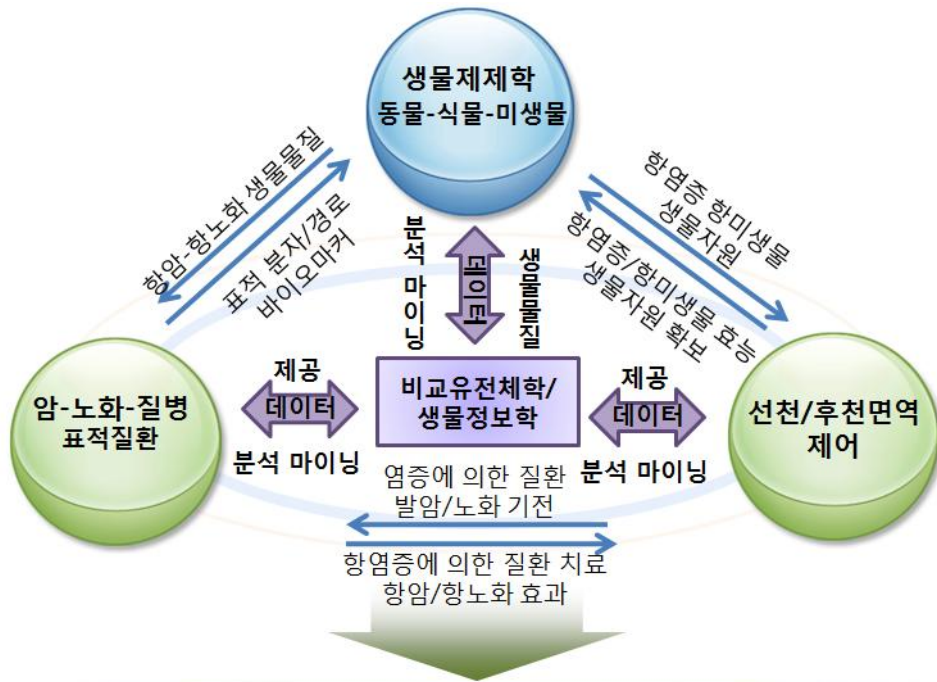 생물제제학
동물-식물-미생물
항암-항노화 생물물질
표적 분자/경로
바이오마커
항염증 항미생물
생물자원
항염증/항미생물 효능
생물자원 확보
분석 마이닝
데이터
생물물질
암-노화-질병
표적질환
제공
데이터
분석 마이닝
비교유전체학/
생물정보학
제공
데이터
분석 마이닝
선천/후천면역
제어
염증에 의한 질환
발암/노화 기전
항염증에 의한 질환 치료
항암/항노화 효과